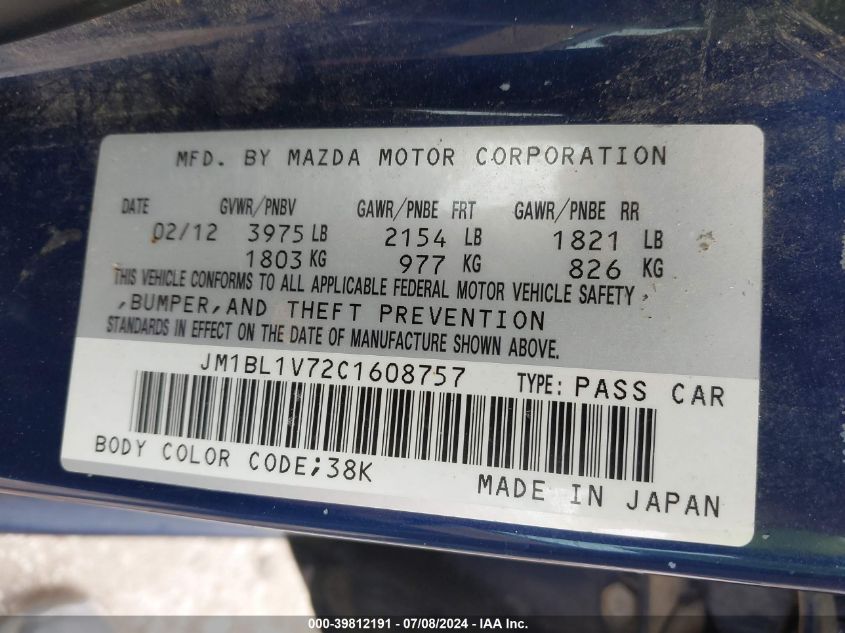 MFD. BY MAZDA MOTOR CORPORATION
DATE GVWR/PNBV GAWR/PNBE FRT GAWR/PNBE RR
02/12 3975 LB 2154 LB 1821 LB
1803 KG 977 KG 826 KG
THIS VEHICLE CONFORMS TO ALL APPLICABLE FEDERAL MOTOR VEHICLE SAFETY
,BUMPER,AND THEFT PREVENTION
STANDARDS IN EFFECT ON THE DATE OF MANUFACTURE SHOWN ABOVE.
JM1BL1V72C1608757 TYPE: PASS CAR
BODY COLOR CODE;38K
MADE IN JAPAN
000-39812191 - 07/08/2024 - IAA Inc.